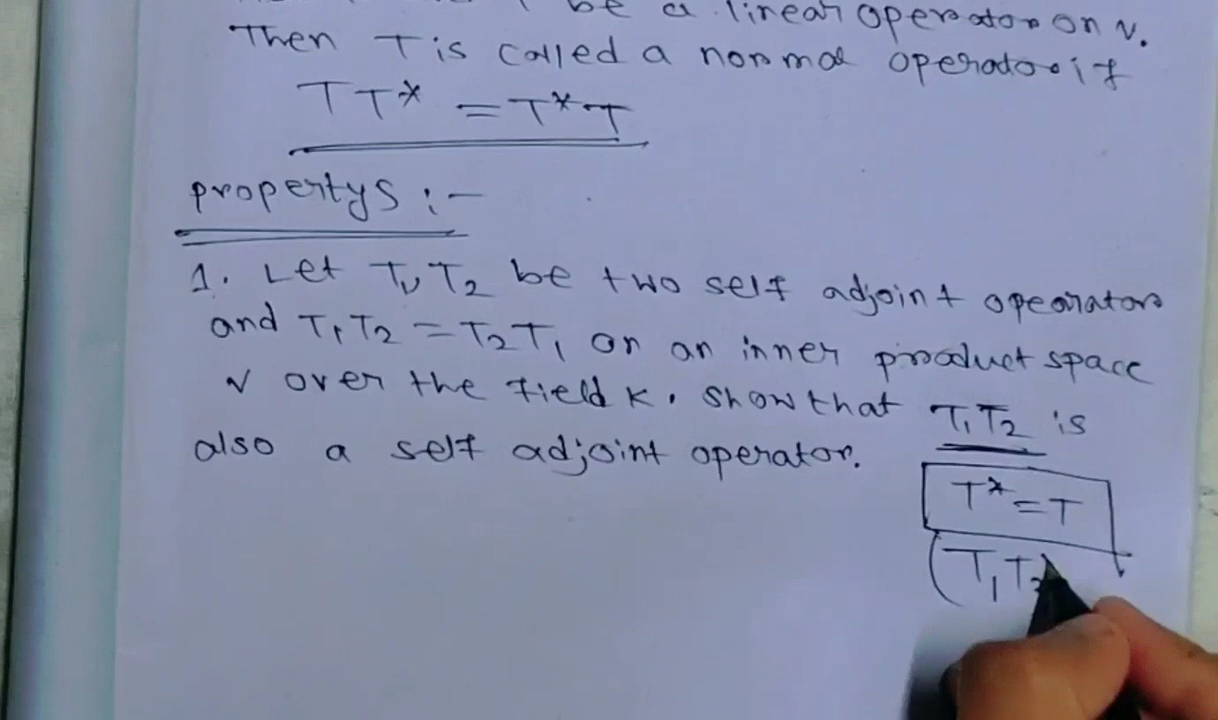 be a linear operator on v.
Then T is called a normal operator if
TT* = T*T
propertys :-
1. Let T1, T2 be two self adjoint opearator
and T1T2 = T2T1 on an inner product space
V over the field K. show that T1T2 is
also a self adjoint operator.
T* = T
(T1T2